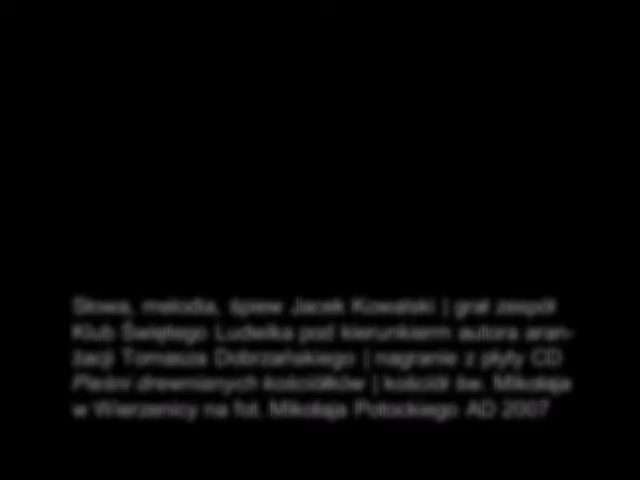 Słowa, melodia, śpiew Jacek Kowalski | grał zespół
Klub Świętego Ludwika pod kierunkiem autora aran-
żacji Tomasza Dobrzańskiego | nagranie z płyty CD
Pieśni drewnianych kościółków | kościół św. Mikołaja
w Wierzenicy na fot. Mikołaja Potockiego AD 2007